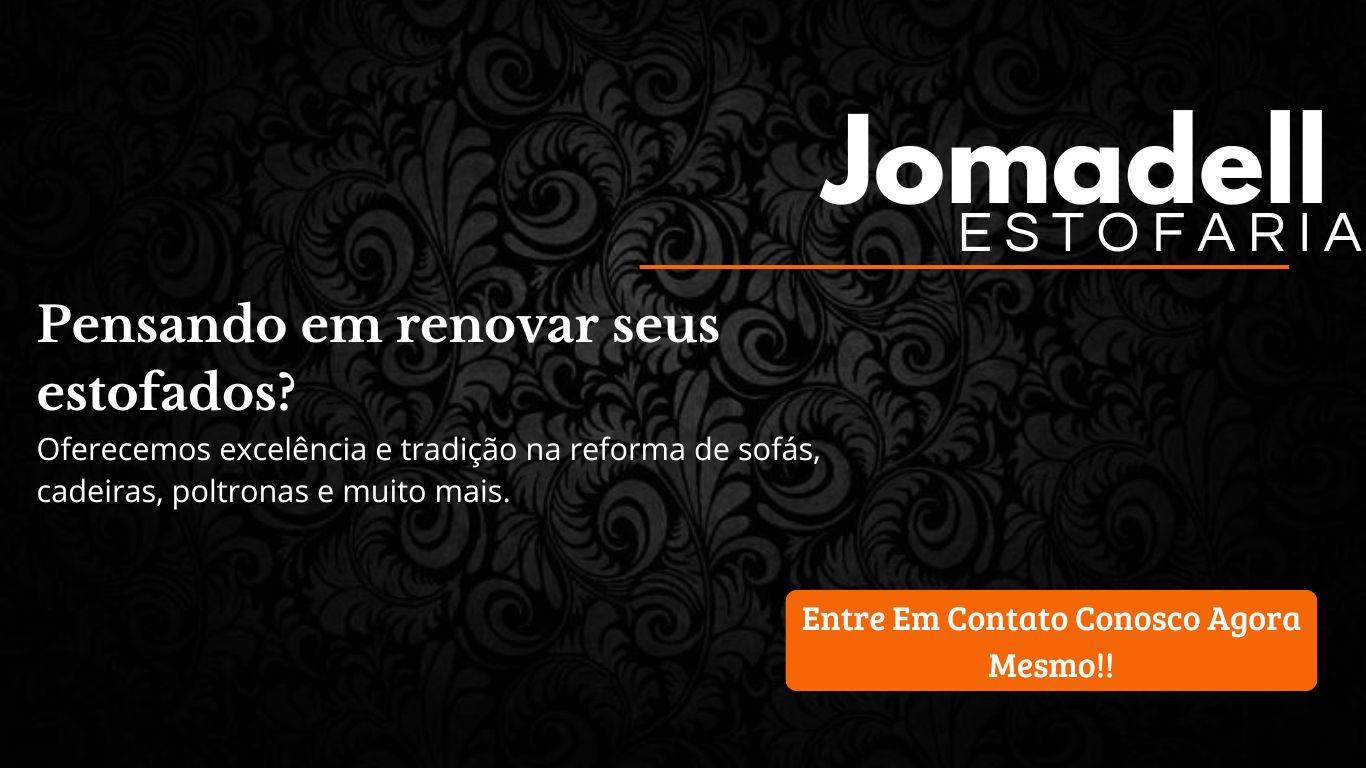 Jomadell
ESTOFARIA
Pensando em renovar seus
estofados?
Oferecemos excelência e tradição na reforma de sofás,
cadeiras, poltronas e muito mais.
Entre Em Contato Conosco Agora
Mesmo!!